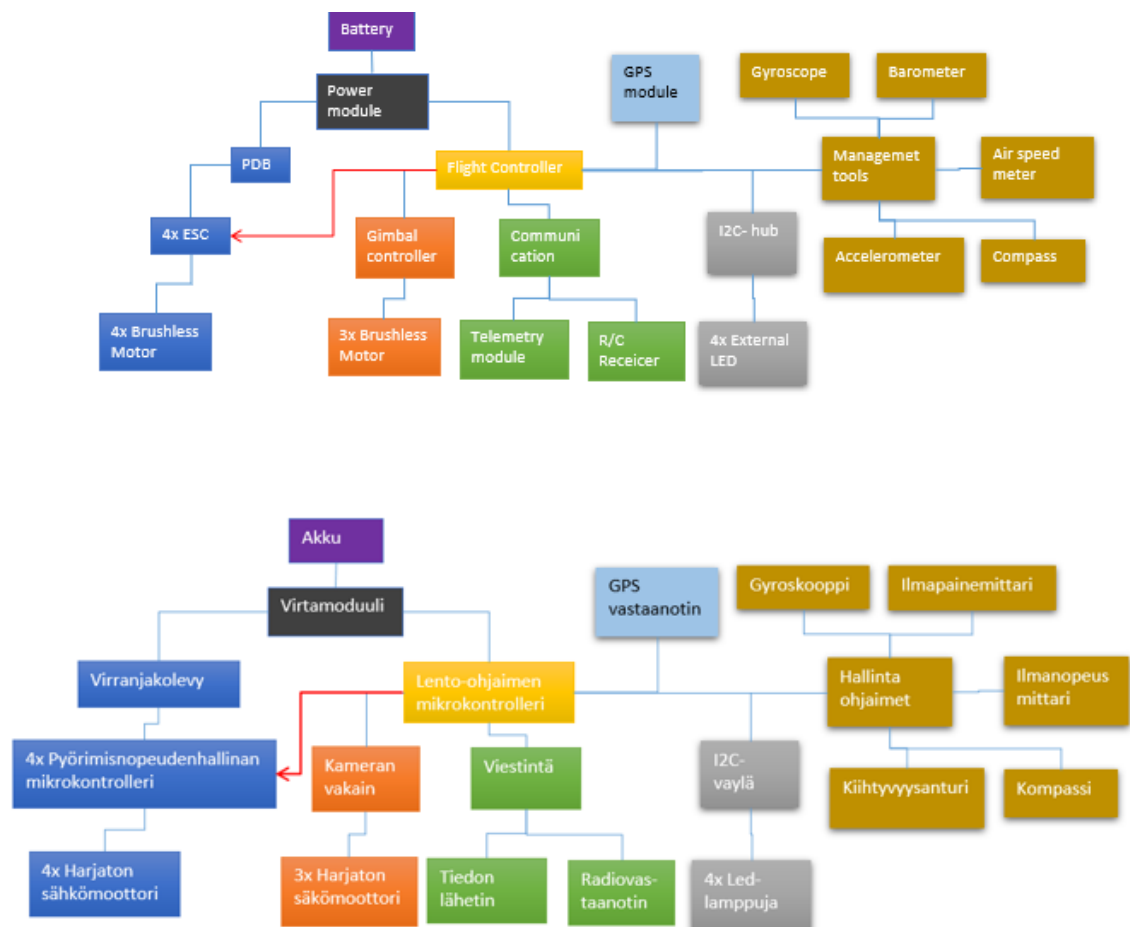 Battery
GPS
module
Gyroscope
Barometer
Power
module
PDB
Flight Controller
Managemet
tools
Air speed
meter
4x ESC
Gimbal
controller
Communi
cation
I2C- hub
Accelerometer
Compass
4x Brushless
Motor
3x Brushless
Motor
Telemetry
module
R/C
Receicer
4x External
LED
Akku
GPS
vastaanotin
Gyroskooppi
Ilmapainemittari
Virtamoduuli
Virranjakolevy
Lento-ohjaimen
mikrokontrolleri
Hallinta
ohjaimet
Ilmanopeus
mittari
4x Pyörimisnopeudenhallinan
mikrokontrolleri
Kameran
vakain
Viestintä
I2C-
vaylä
Kiihtyvyysanturi
Kompassi
4x Harjaton
sähkömoottori
3x Harjaton
säkömoottori
Tiedon
lähetin
Radiovas-
taanotin
4x Led-
lamppuja